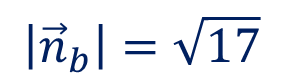 |n⃗_b| = √17